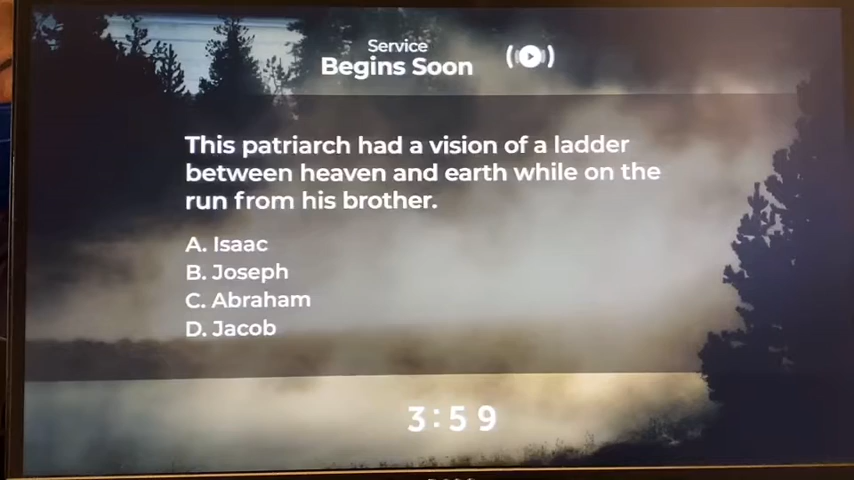 Service
Begins Soon
This patriarch had a vision of a ladder
between heaven and earth while on the
run from his brother.
A. Isaac
B. Joseph
C. Abraham
D. Jacob
3:59